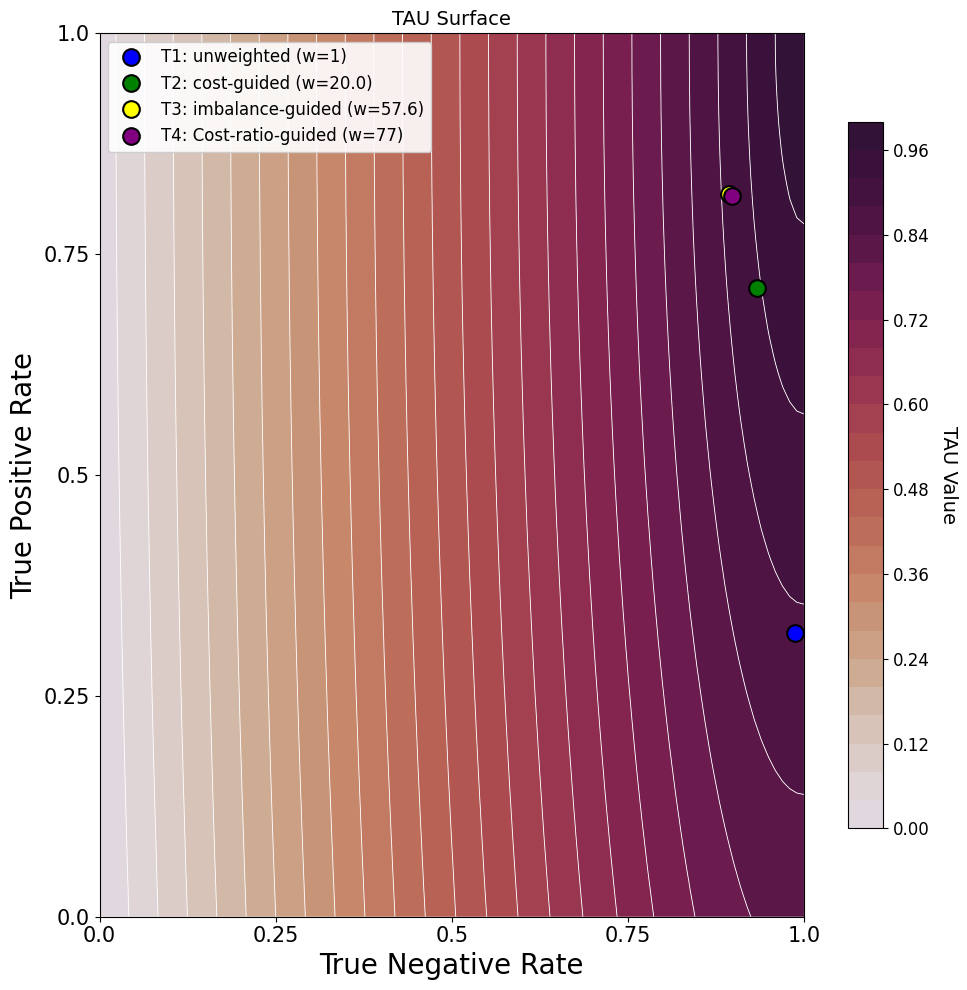 TAU Surface
T1: unweighted (w=1)
T2: cost-guided (w=20.0)
T3: imbalance-guided (w=57.6)
T4: Cost-ratio-guided (w=77)
True Positive Rate
1.0
0.75
0.5
0.25
0.0
0.0 0.25 0.5 0.75 1.0
True Negative Rate
0.96
0.84
0.72
0.60
0.48
0.36
0.24
0.12
0.00
TAU Value